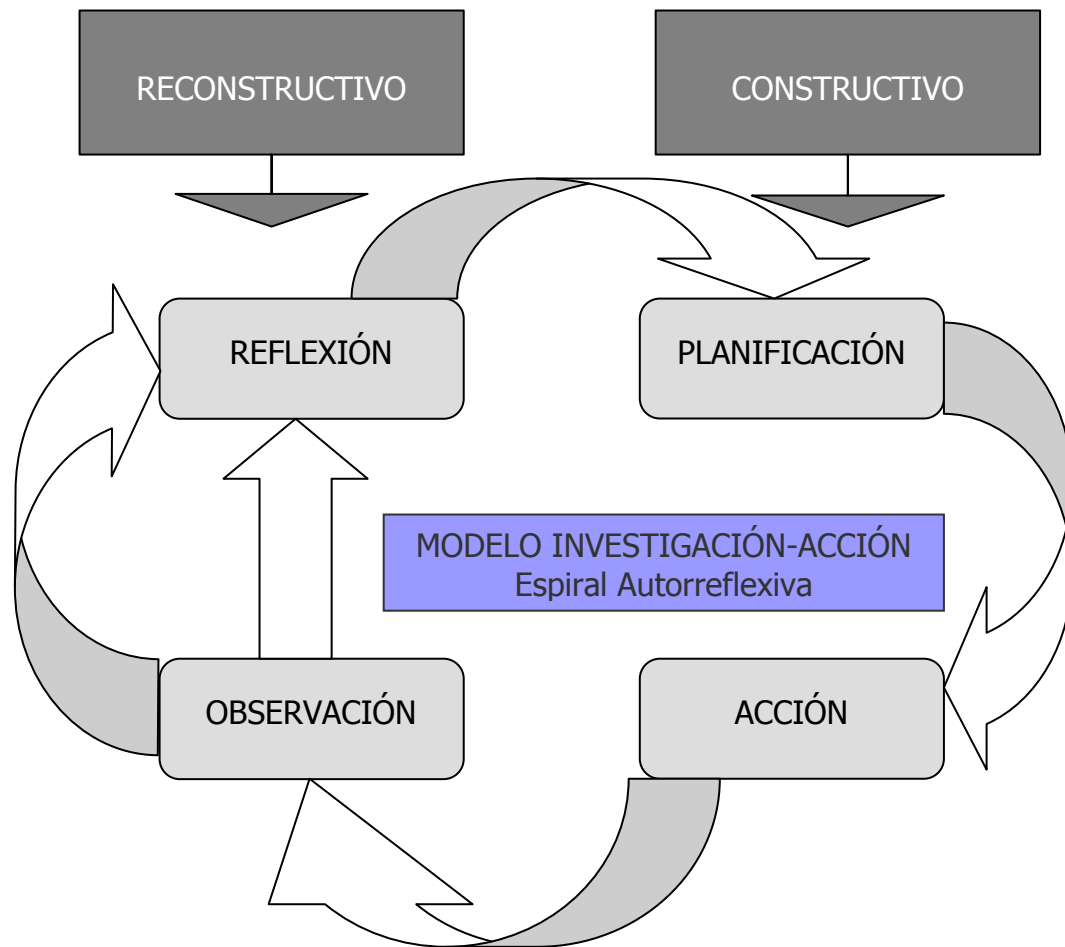 RECONSTRUCTIVO
CONSTRUCTIVO
REFLEXIÓN
PLANIFICACIÓN
MODELO INVESTIGACIÓN-ACCIÓN
Espiral Autorreflexiva
OBSERVACIÓN
ACCIÓN